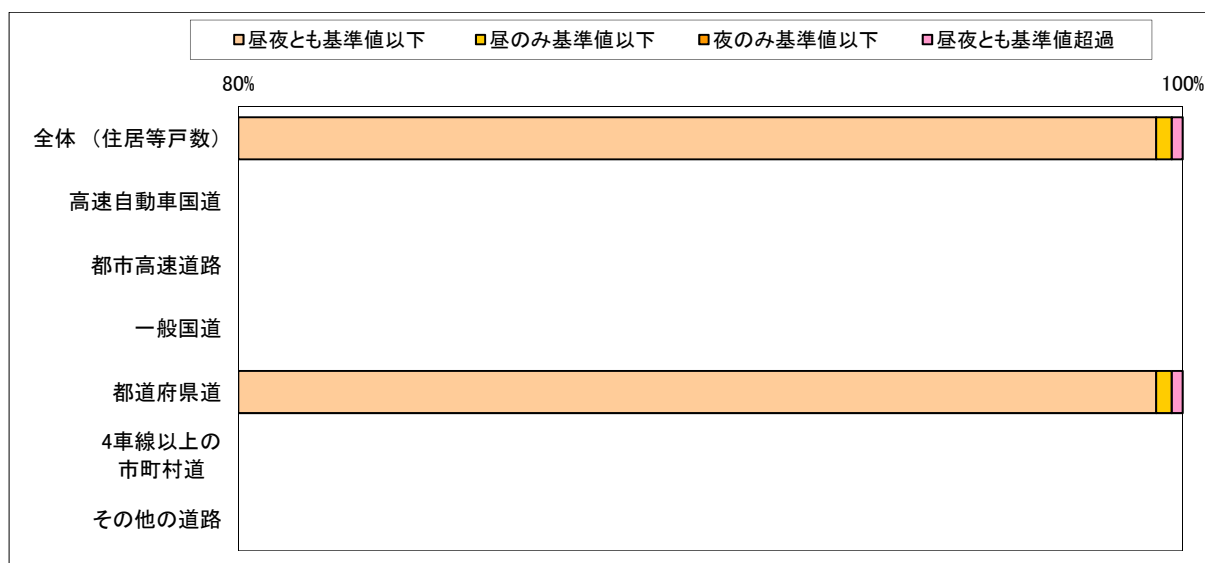 昼夜とも基準値以下 昼のみ基準値以下 夜のみ基準値以下 昼夜とも基準値超過
80% 100%
全体 （住居等戸数）
高速自動車国道
都市高速道路
一般国道
都道府県道
4車線以上の
市町村道
その他の道路